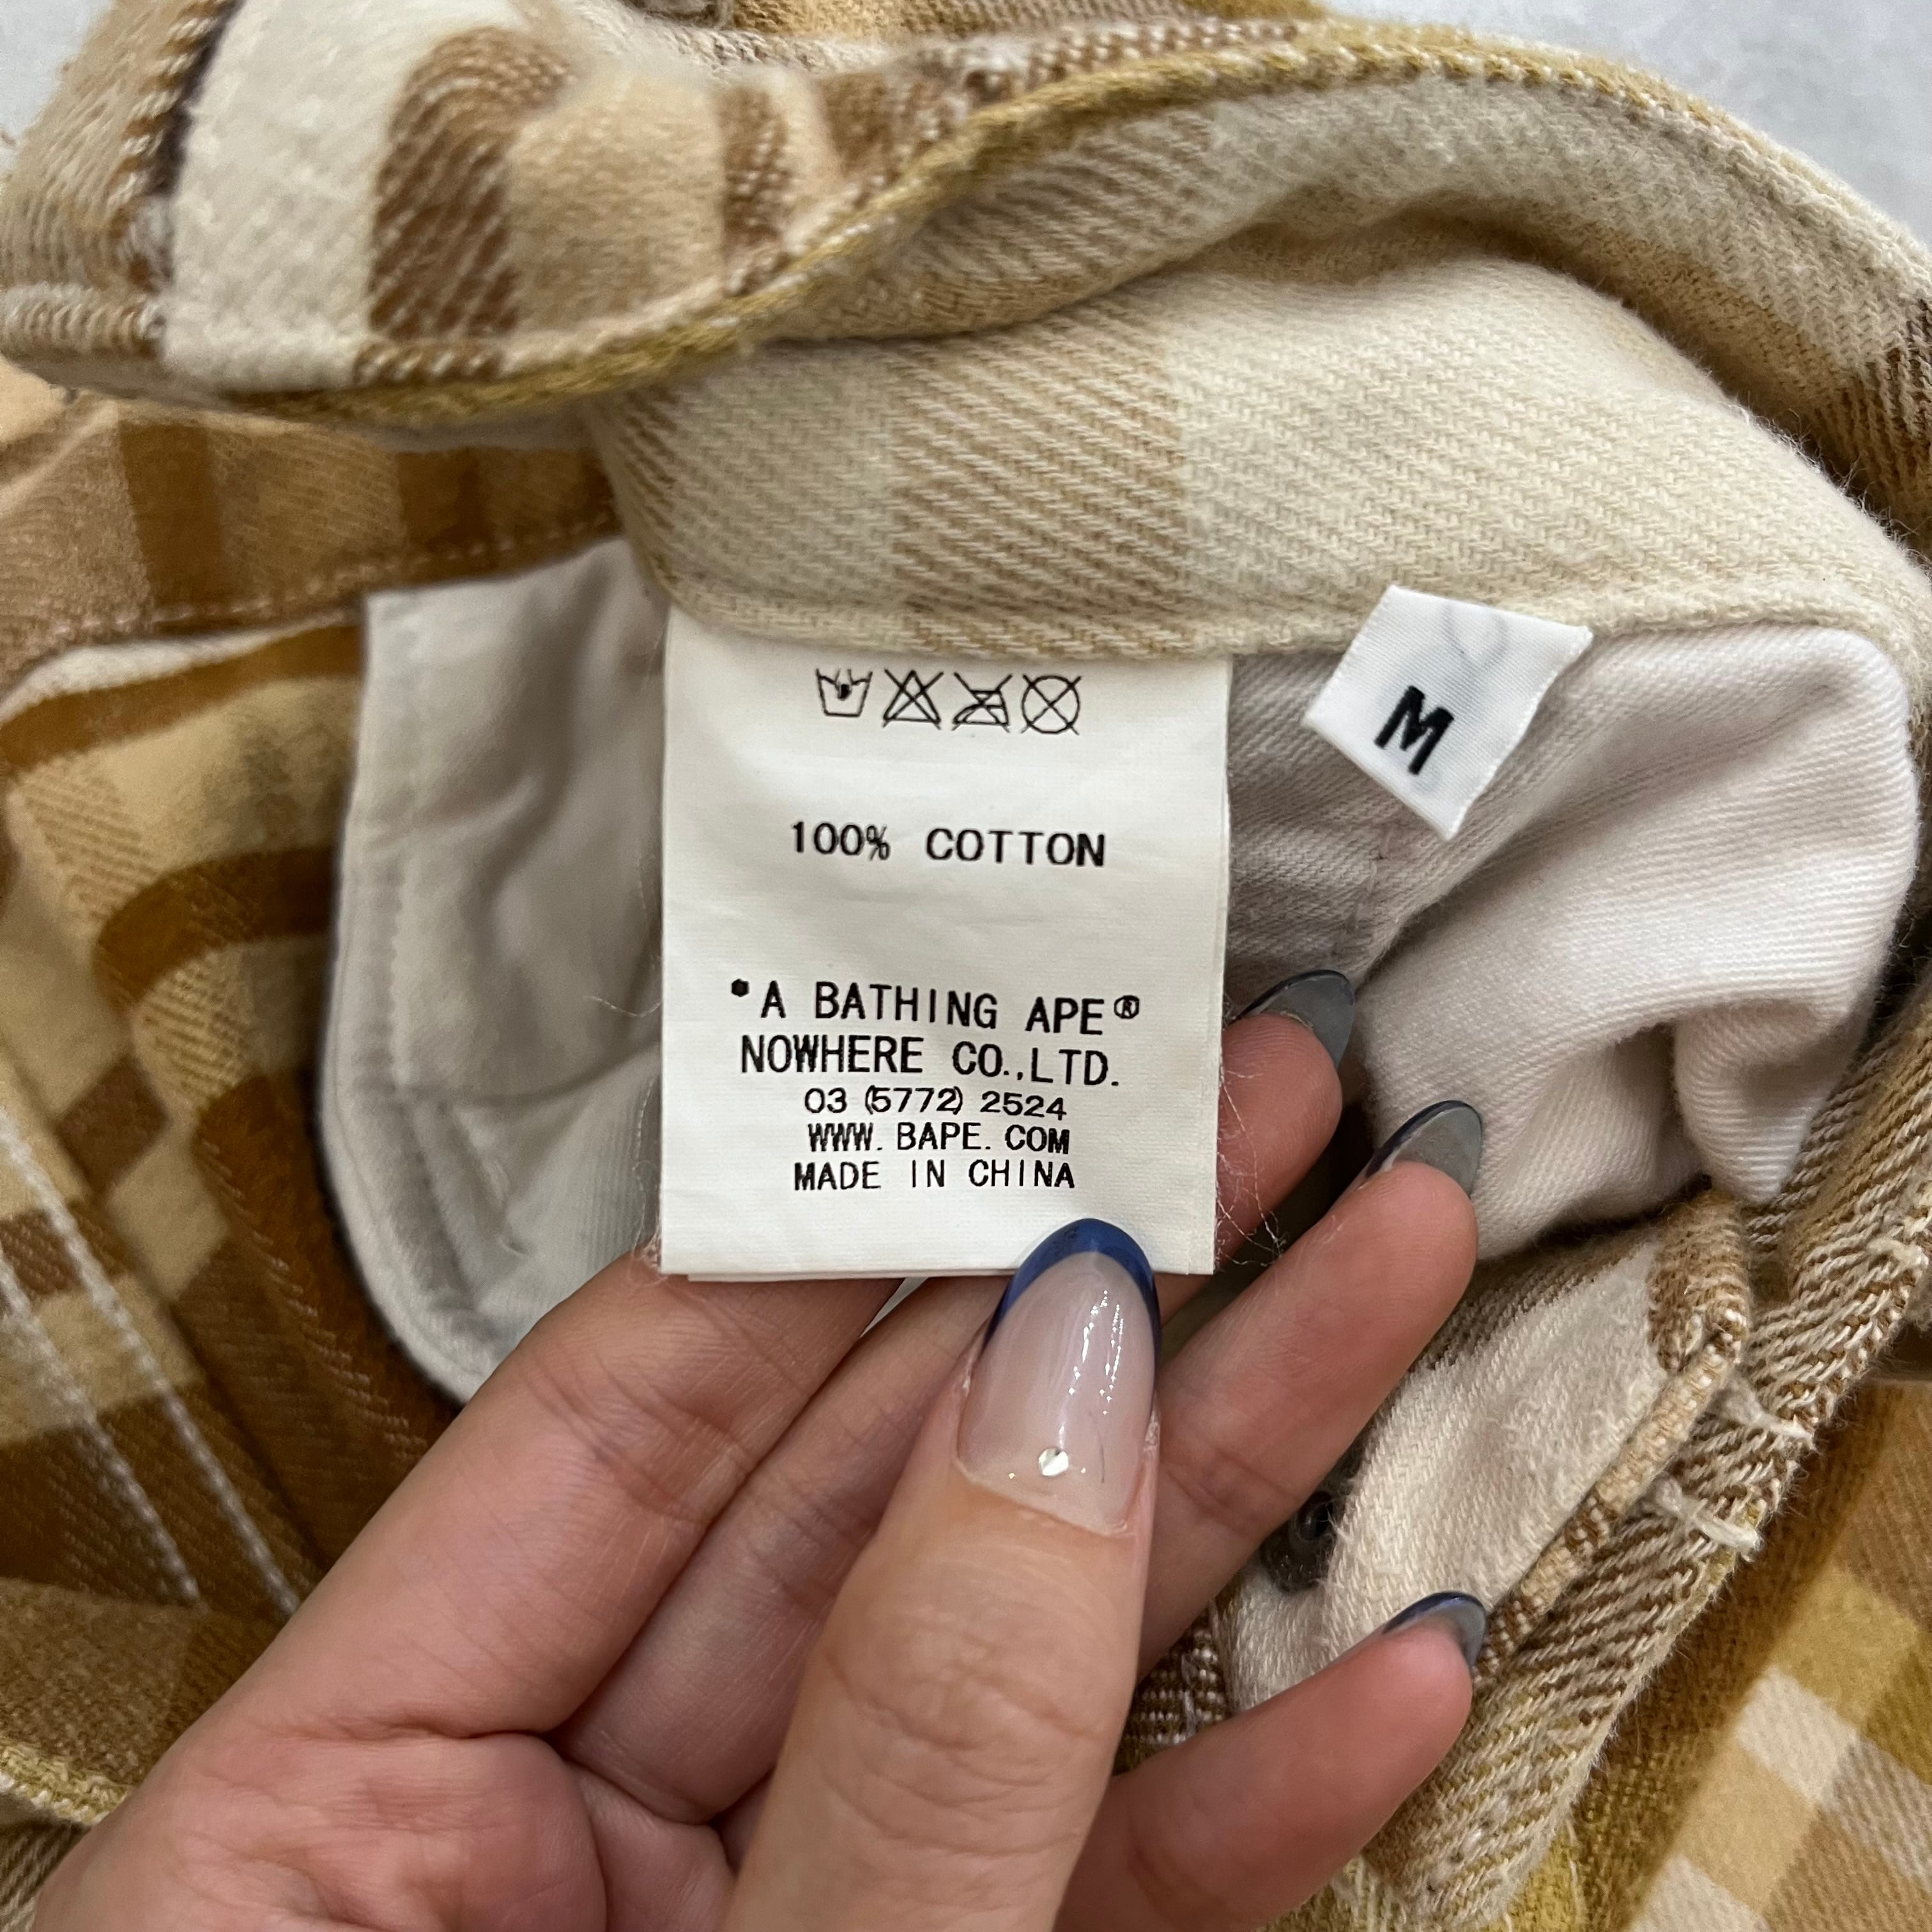 100% COTTON
•A BATHING APE®
NOWHERE CO.,LTD.
03 (5772) 2524
WWW. BAPE. COM
MADE IN CHINA
M